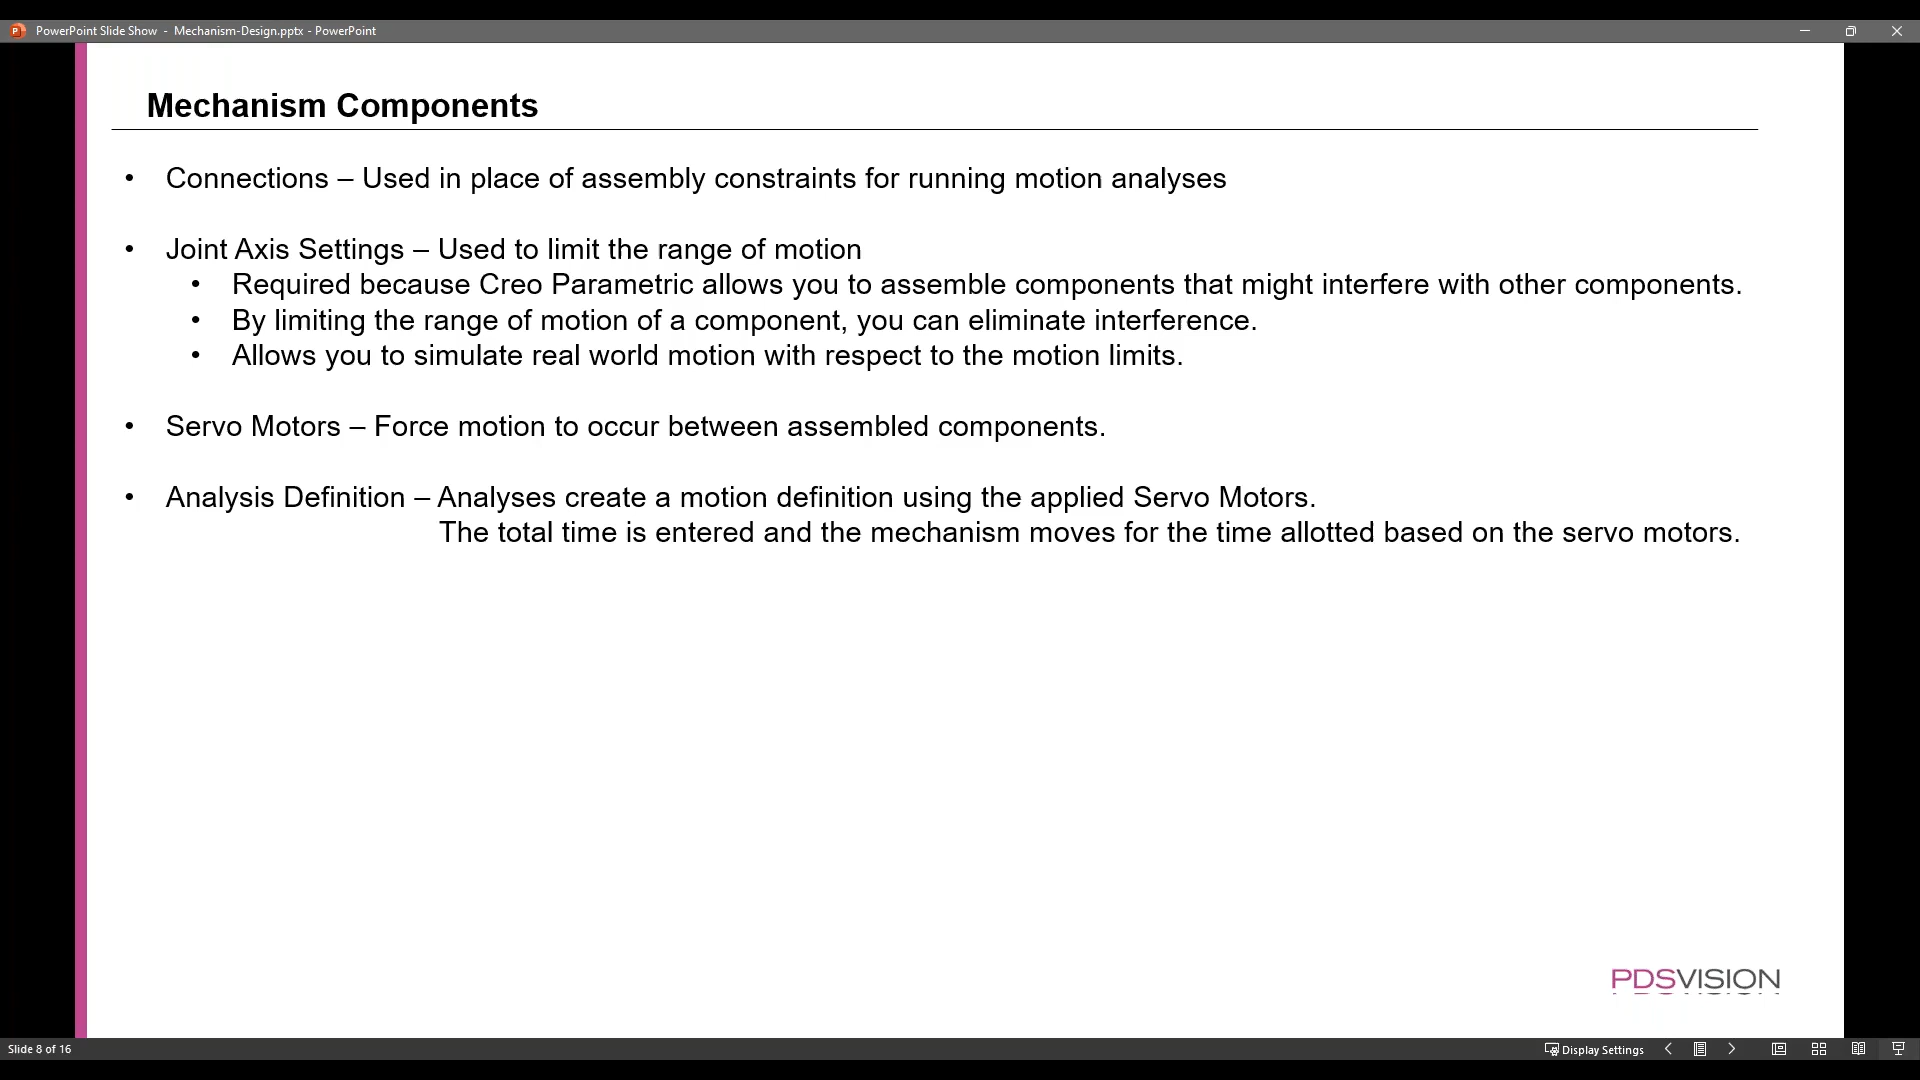 PowerPoint Slide Show - Mechanism-Design.pptx - PowerPoint
Mechanism Components
• Connections – Used in place of assembly constraints for running motion analyses
• Joint Axis Settings – Used to limit the range of motion
• Required because Creo Parametric allows you to assemble components that might interfere with other components.
• By limiting the range of motion of a component, you can eliminate interference.
• Allows you to simulate real world motion with respect to the motion limits.
• Servo Motors – Force motion to occur between assembled components.
• Analysis Definition – Analyses create a motion definition using the applied Servo Motors.
The total time is entered and the mechanism moves for the time allotted based on the servo motors.
PDSVISION
Slide 8 of 16
Display Settings